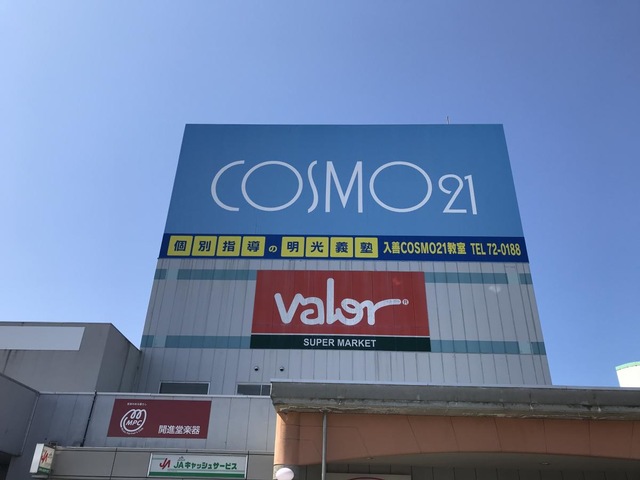 COSMO21
個別指導の明光義塾 入善COSMO21教室 TEL 72-0188
valor®
SUPER MARKET
MPC
開進堂楽器
JA JAキャッシュサービス